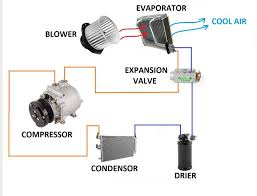 EVAPORATOR
COOL AIR
BLOWER
EXPANSION
VALVE
COMPRESSOR
CONDENSOR
DRIER